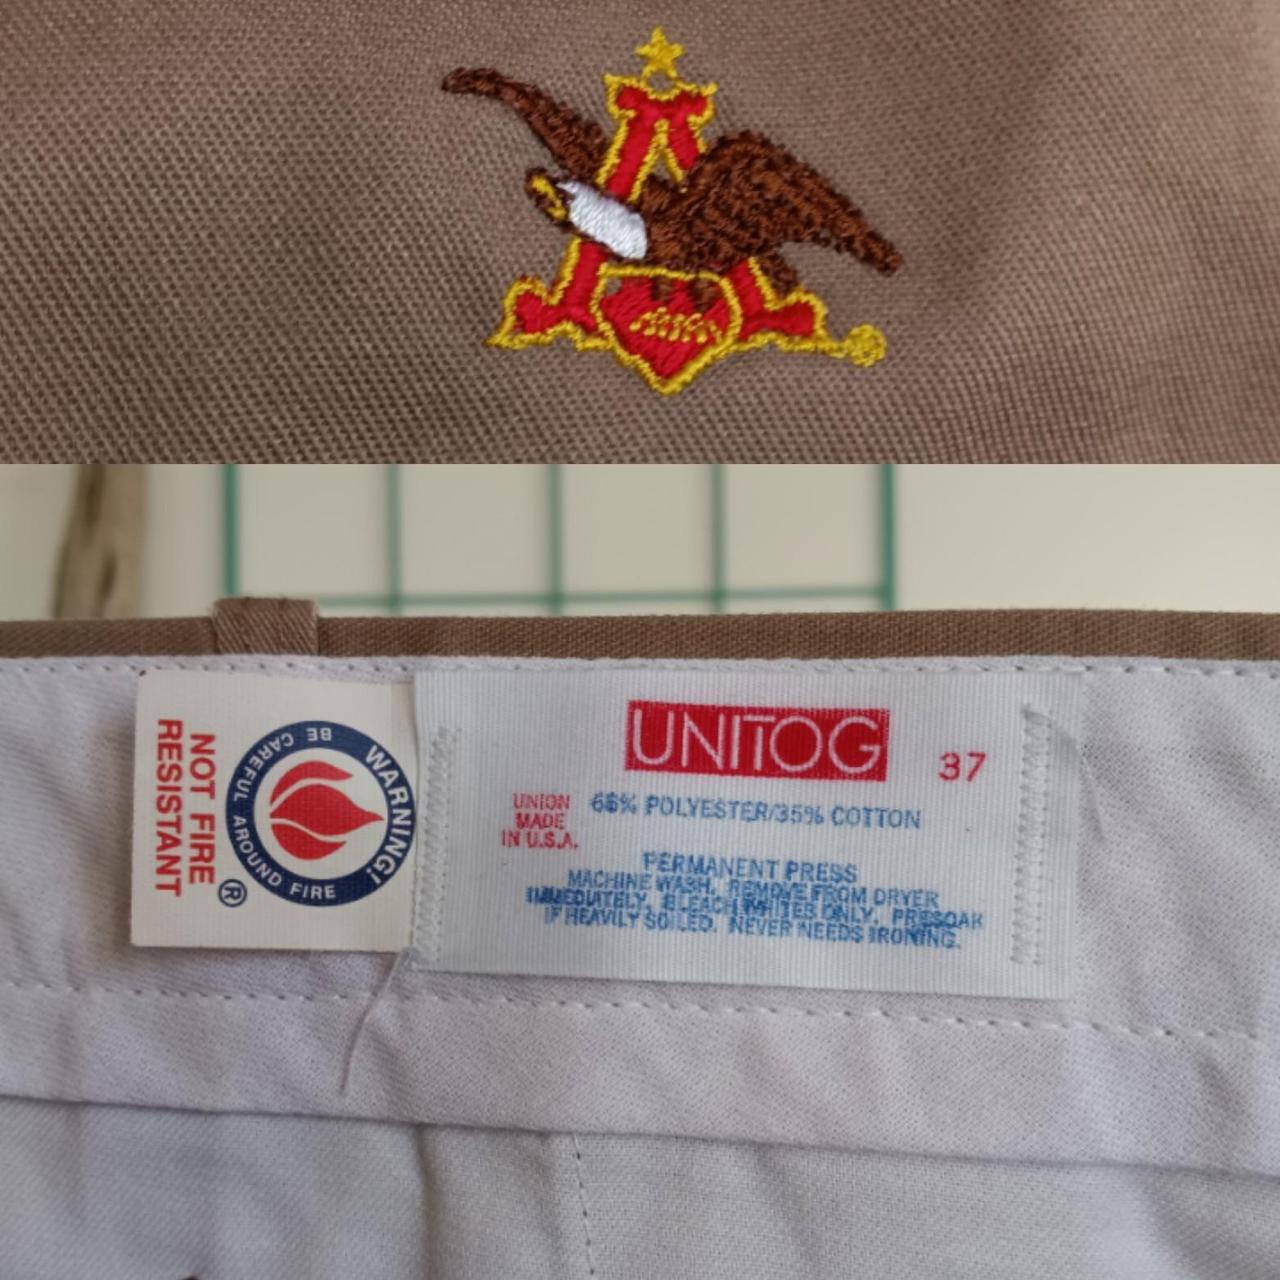 NOT FIRE
RESISTANT
WARNING!
BE CAREFUL AROUND FIRE
®
UNITOG
37
UNION
MADE
IN U.S.A.
65% POLYESTER/35% COTTON
PERMANENT PRESS
MACHINE WASH. REMOVE FROM DRYER
IMMEDIATELY. BLEACH WHITES ONLY. PRESOAK
IF HEAVILY SOILED. NEVER NEEDS IRONING.